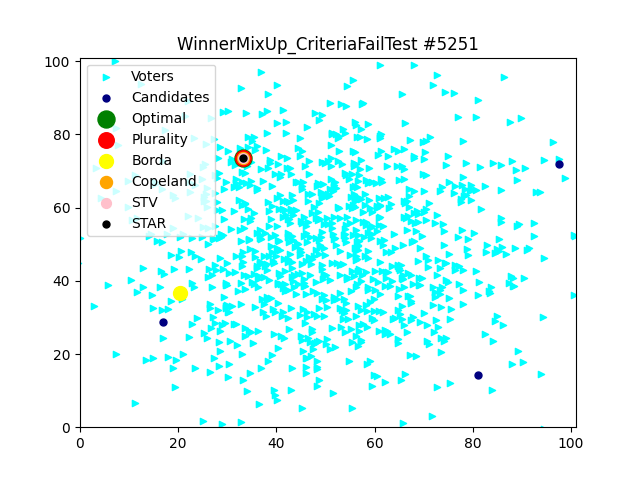 WinnerMixUp_CriteriaFailTest #5251
100
80
60
40
20
0
Voters
Candidates
Optimal
Plurality
Borda
Copeland
STV
STAR
0 20 40 60 80 100